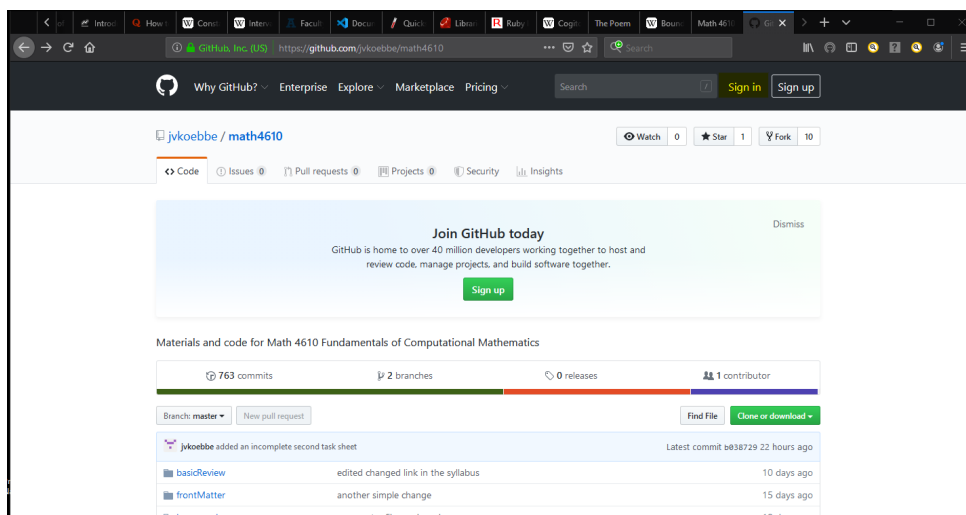 Introd
How
Const
Intern
Facult
Docur
Quick
Librar
Ruby
Cogito
The Poem
Bour
Math 461
GitHub, Inc. (US)
https://github.com/jvkoebbe/math4610
Search
Why GitHub?
Enterprise
Explore
Marketplace
Pricing
Search
/
Sign in
Sign up
jvkoebbe / math4610
Watch 0
Star 1
Fork 10
Code
Issues 0
Pull requests 0
Projects 0
Security
Insights
Dismiss
Join GitHub today
GitHub is home to over 40 million developers working together to host and
review code, manage projects, and build software together.
Sign up
Materials and code for Math 4610 Fundamentals of Computational Mathematics
763 commits
2 branches
0 releases
1 contributor
Branch: master
New pull request
Find File
Clone or download
jvkoebbe added an incomplete second task sheet
Latest commit b038729 22 hours ago
basicReview
edited changed link in the syllabus
10 days ago
frontMatter
another simple change
15 days ago